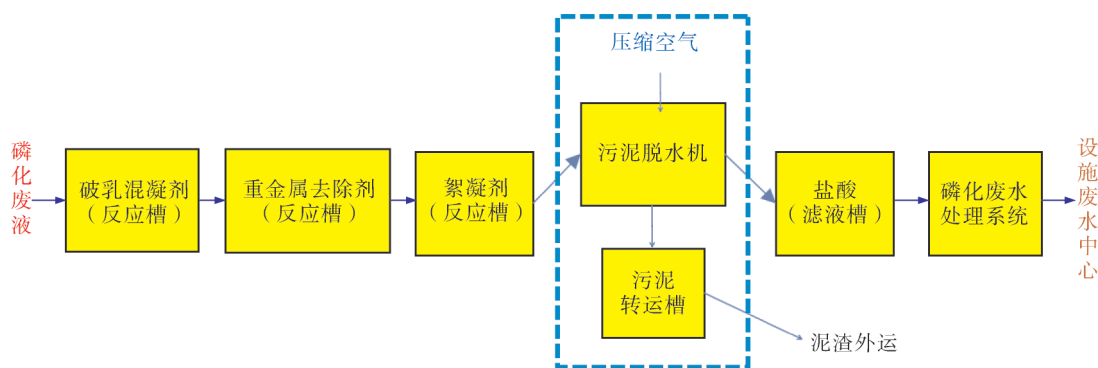 压缩空气
磷化废液
破乳混凝剂
（反应槽）
重金属去除剂
（反应槽）
絮凝剂
（反应槽）
污泥脱水机
污泥
转运槽
泥渣外运
盐酸
（滤液槽）
磷化废水
处理系统
设施废水中心